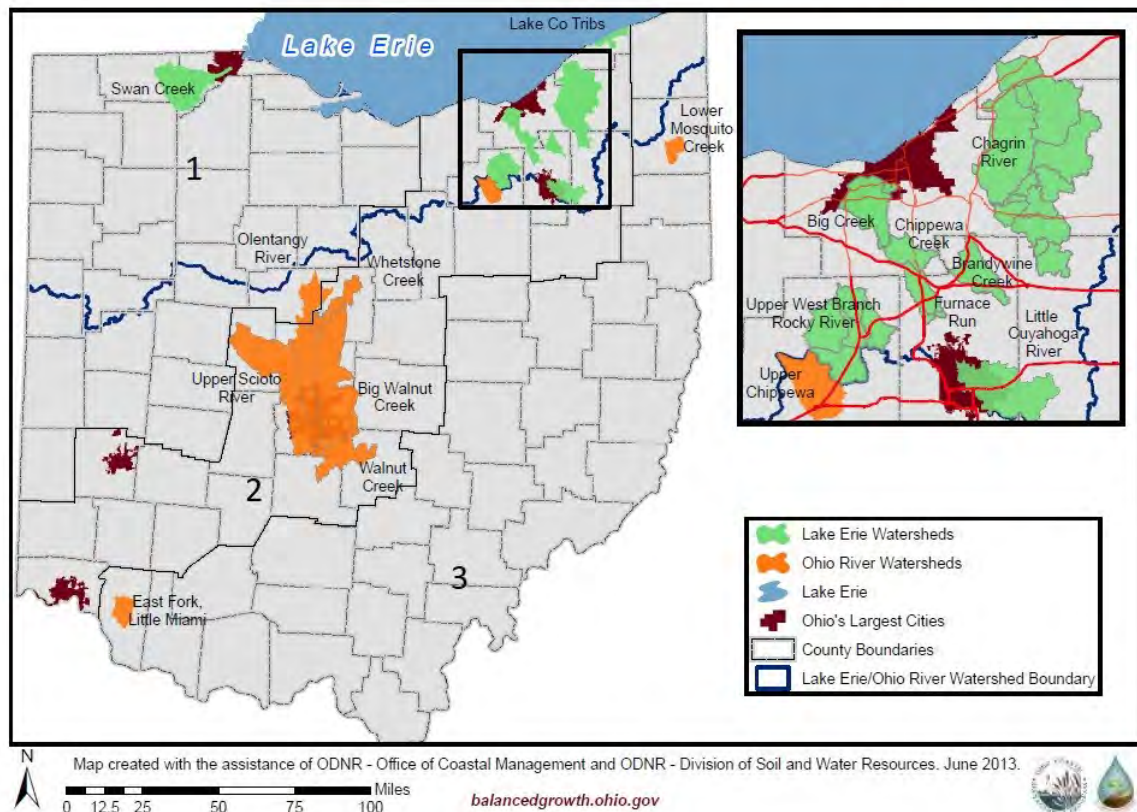 Lake Co Tribs
Lake Erie
Swan Creek
Lower
Mosquito
Creek
1
Olentangy
River
Whetstone
Creek
Upper Scioto
River
Big Walnut
Creek
Walnut
Creek
2
3
East Fork,
Little Miami
Chagrin
River
Big Creek
Chippewa
Creek
Brandywine
Creek
Upper West Branch
Rocky River
Furnace
Run
Little
Cuyahoga
River
Upper
Chippewa
Lake Erie Watersheds
Ohio River Watersheds
Lake Erie
Ohio's Largest Cities
County Boundaries
Lake Erie/Ohio River Watershed Boundary
N
Map created with the assistance of ODNR - Office of Coastal Management and ODNR - Division of Soil and Water Resources. June 2013.
Miles
0 12.5 25 50 75 100
balancedgrowth.ohio.gov